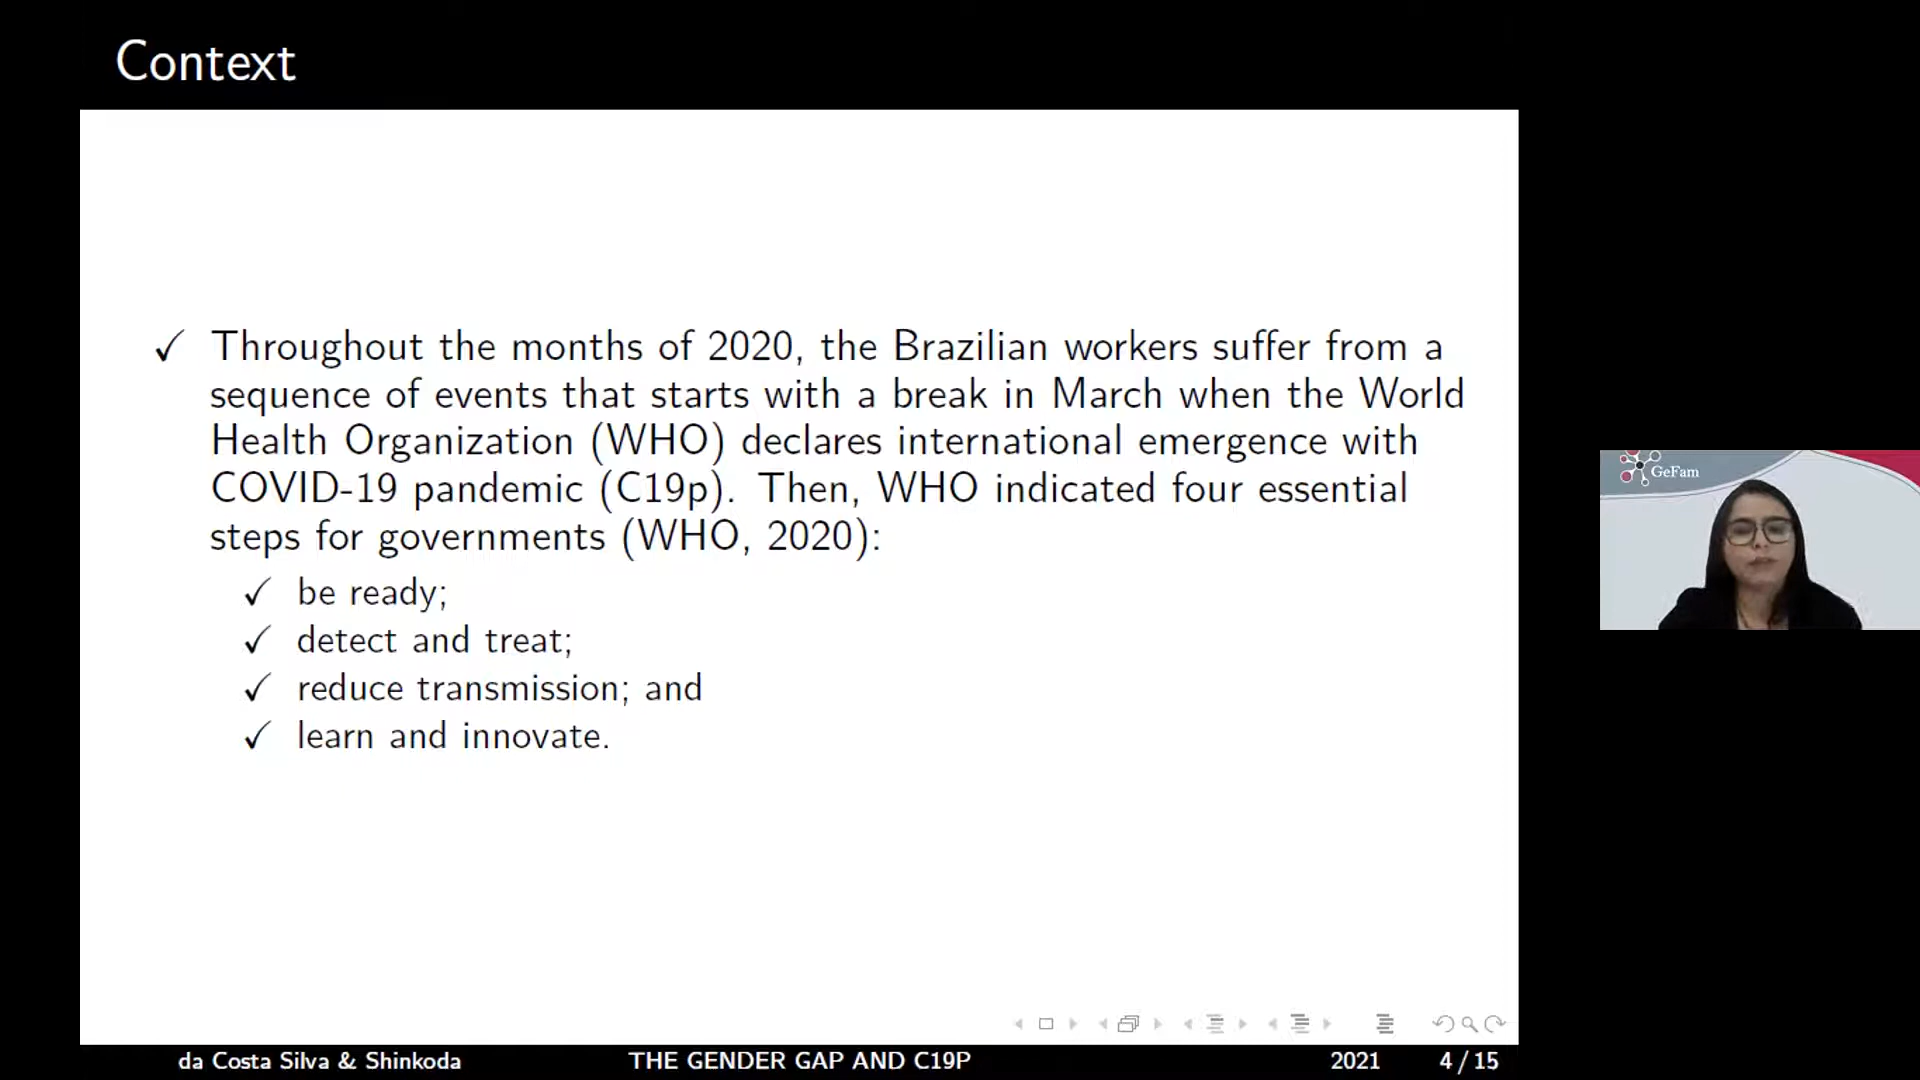 Context
✓ Throughout the months of 2020, the Brazilian workers suffer from a
sequence of events that starts with a break in March when the World
Health Organization (WHO) declares international emergence with
COVID-19 pandemic (C19p). Then, WHO indicated four essential
steps for governments (WHO, 2020):
✓ be ready;
✓ detect and treat;
✓ reduce transmission; and
✓ learn and innovate.
GeFam
da Costa Silva & Shinkoda THE GENDER GAP AND C19P 2021 4 / 15